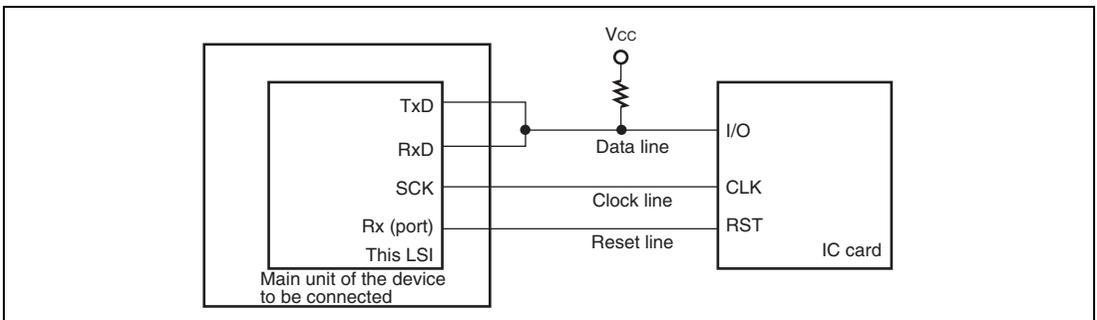 Vcc
TxD
I/O
RxD
Data line
SCK
CLK
Clock line
Rx (port)
RST
Reset line
This LSI
IC card
Main unit of the device
to be connected